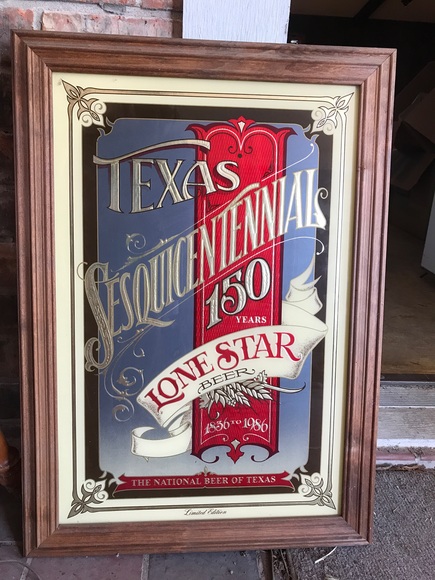 TEXAS
SESQUICENTENNIAL
150
YEARS
LONE STAR
BEER
1836 TO 1986
THE NATIONAL BEER OF TEXAS
Limited Edition